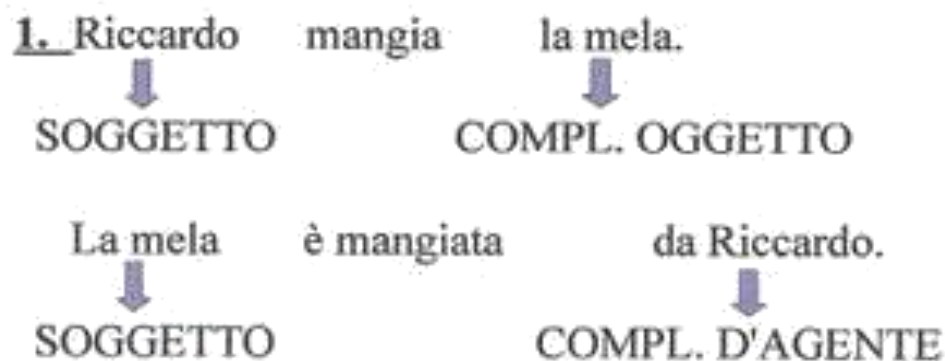 1. Riccardo mangia la mela.
SOGGETTO COMPL. OGGETTO
La mela è mangiata da Riccardo.
SOGGETTO COMPL. D'AGENTE